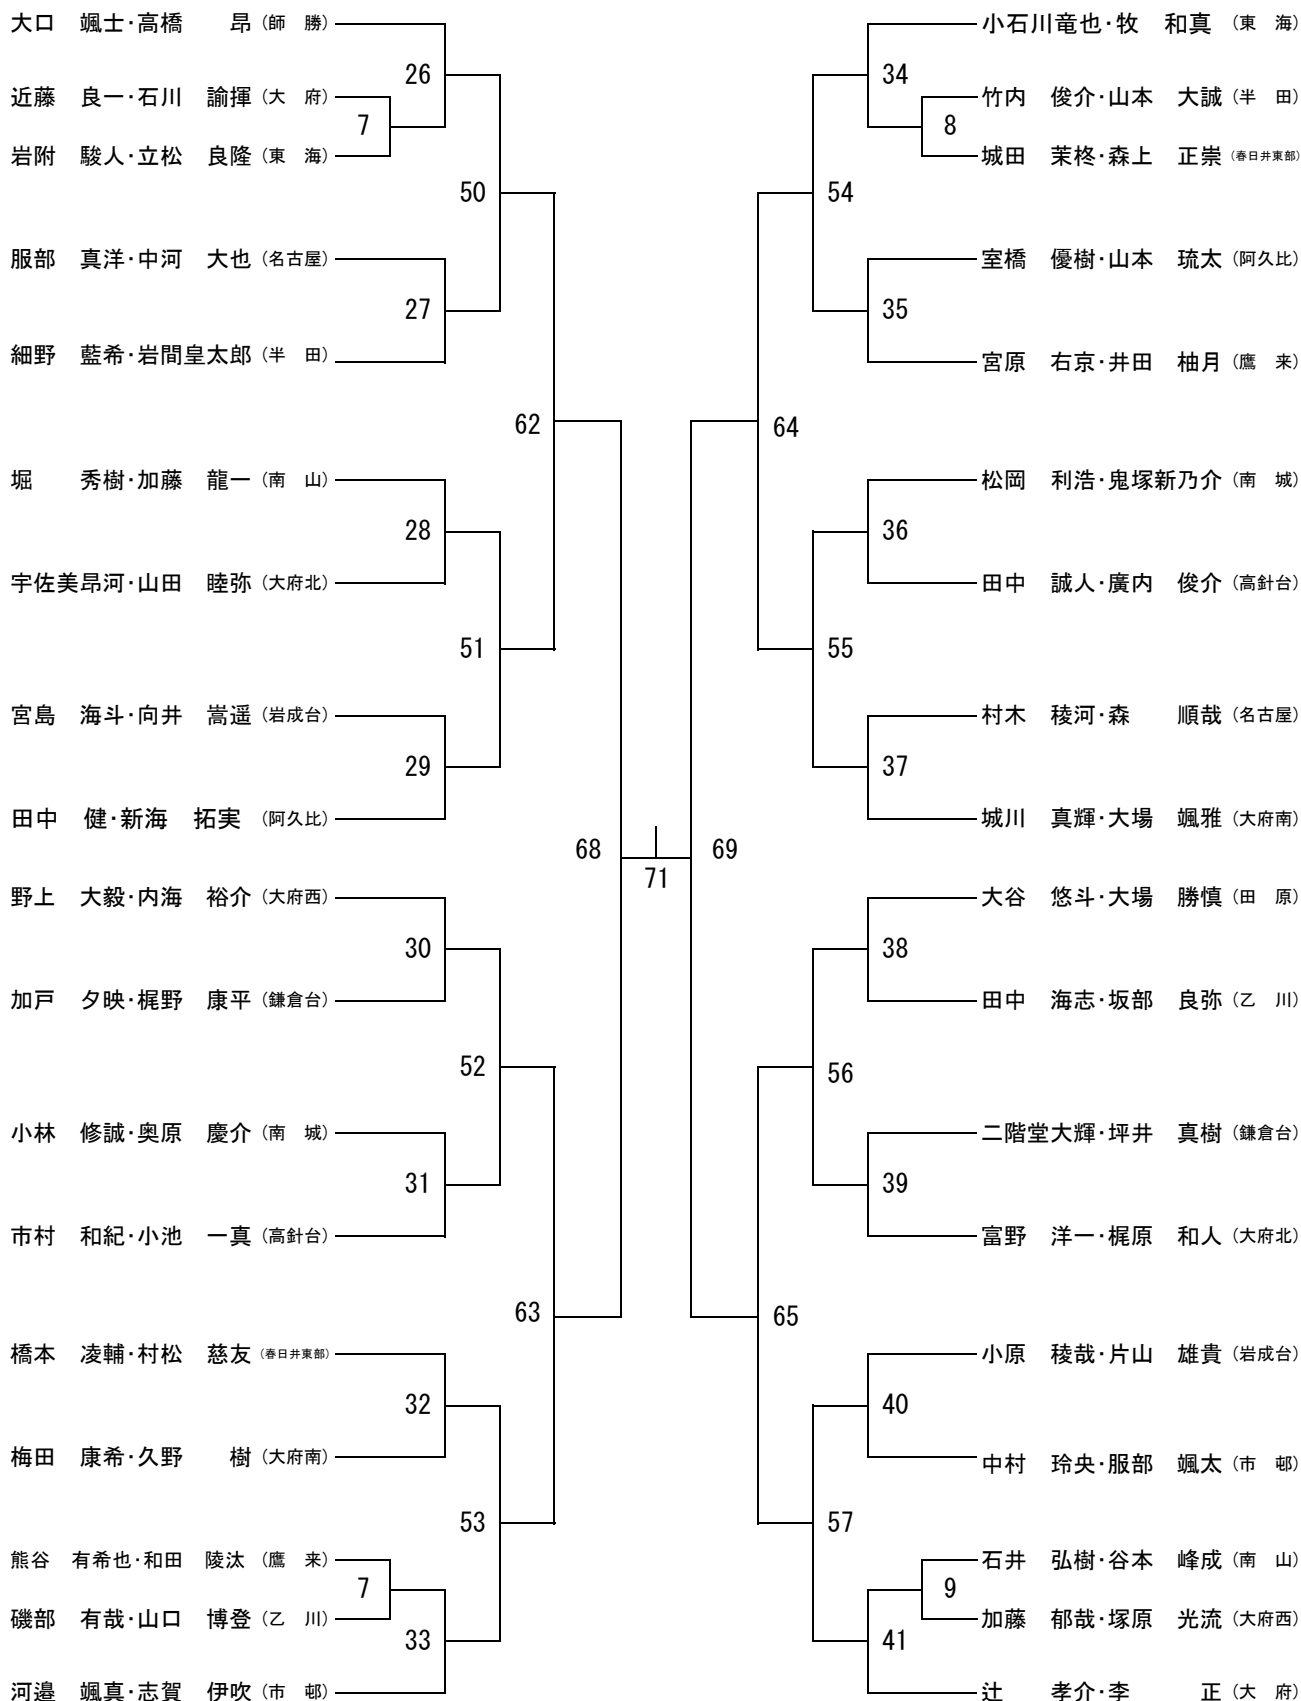 大口　颯士・高橋　　昂（師　勝）
26
近藤　良一・石川　諭揮（大　府）
7
岩附　駿人・立松　良隆（東　海）
50
服部　真洋・中河　大也（名古屋）
27
細野　藍希・岩間皇太郎（半　田）
62
堀　　秀樹・加藤　龍一（南　山）
28
宇佐美昂河・山田　睦弥（大府北）
51
宮島　海斗・向井　嵩遥（岩成台）
29
田中　健・新海　拓実（阿久比）
68
野上　大毅・内海　裕介（大府西）
30
加戸　夕映・梶野　康平（鎌倉台）
52
小林　修誠・奥原　慶介（南　城）
31
市村　和紀・小池　一真（高針台）
63
橋本　凌輔・村松　慈友（春日井東部）
32
梅田　康希・久野　　樹（大府南）
53
熊谷　有希也・和田　陵汰（鷹　来）
7
磯部　有哉・山口　博登（乙　川）
33
河邉　颯真・志賀　伊吹（市　邨）
71
小石川竜也・牧　和真（東　海）
34
竹内　俊介・山本　大誠（半　田）
8
城田　茉柊・森上　正崇（春日井東部）
54
室橋　優樹・山本　琉太（阿久比）
35
宮原　右京・井田　柚月（鷹　来）
64
松岡　利浩・鬼塚新乃介（南　城）
36
田中　誠人・廣内　俊介（高針台）
55
村木　稜河・森　　順哉（名古屋）
37
城川　真輝・大場　颯雅（大府南）
69
大谷　悠斗・大場　勝慎（田　原）
38
田中　海志・坂部　良弥（乙　川）
56
二階堂大輝・坪井　真樹（鎌倉台）
39
富野　洋一・梶原　和人（大府北）
65
小原　稜哉・片山　雄貴（岩成台）
40
中村　玲央・服部　颯太（市　邨）
57
石井　弘樹・谷本　峰成（南　山）
9
加藤　郁哉・塚原　光流（大府西）
41
辻　　孝介・李　　　正（大　府）